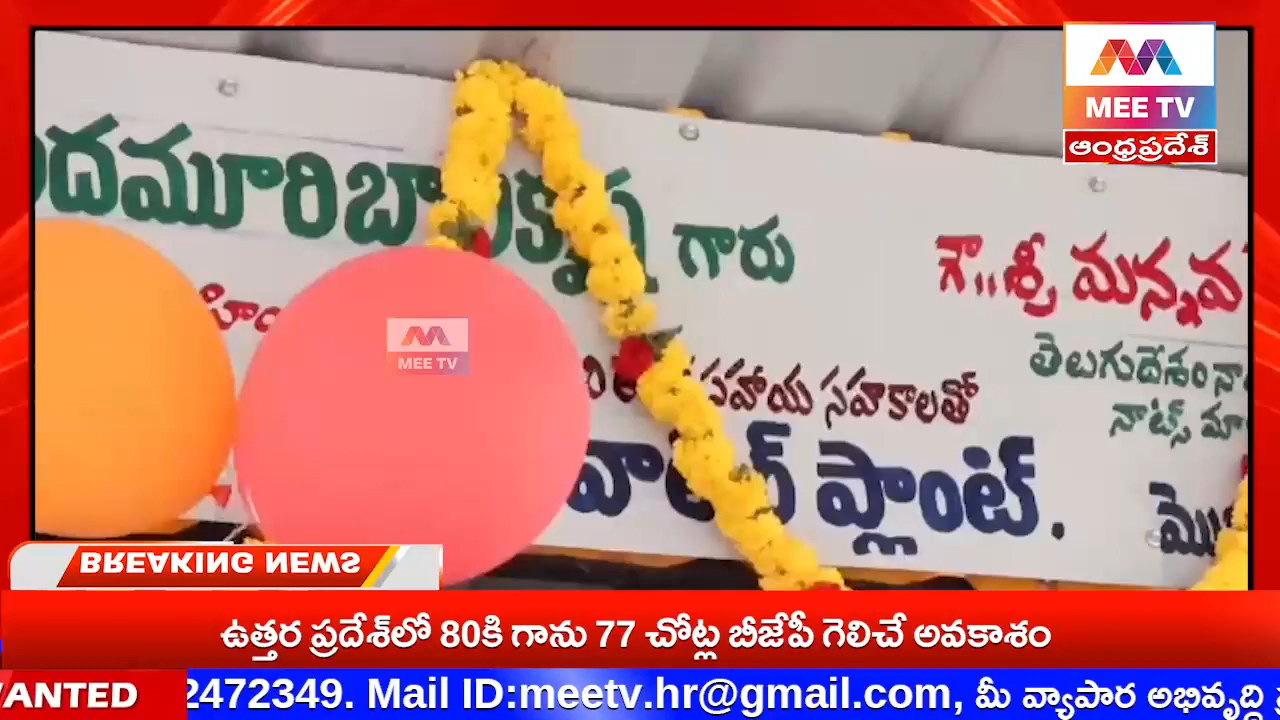 MEE TV
ఆంధ్రప్రదేశ్
గారు
గౌ..శ్రీ మన్నవ
MEE TV
సహాయ సహకాలతో
తెలుగుదేశం
నాట్స్
ప్లాంట్.
BREAKING NEWS
ఉత్తర ప్రదేశ్‌లో 80కి గాను 77 చోట్ల బీజేపీ గెలిచే అవకాశం
WANTED 2472349. Mail ID:meetv.hr@gmail.com, మీ వ్యాపార అభివృద్ది